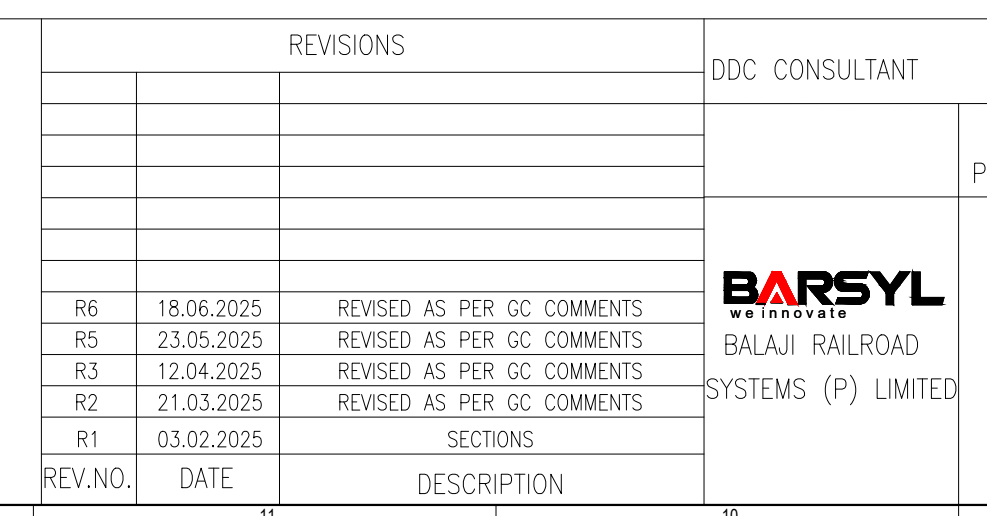 REVISIONS
DDC CONSULTANT
P
BARSYL
we innovate
BALAJI RAILROAD
SYSTEMS (P) LIMITED
R6 18.06.2025 REVISED AS PER GC COMMENTS
R5 23.05.2025 REVISED AS PER GC COMMENTS
R3 12.04.2025 REVISED AS PER GC COMMENTS
R2 21.03.2025 REVISED AS PER GC COMMENTS
R1 03.02.2025 SECTIONS
REV.NO. DATE DESCRIPTION
11 10